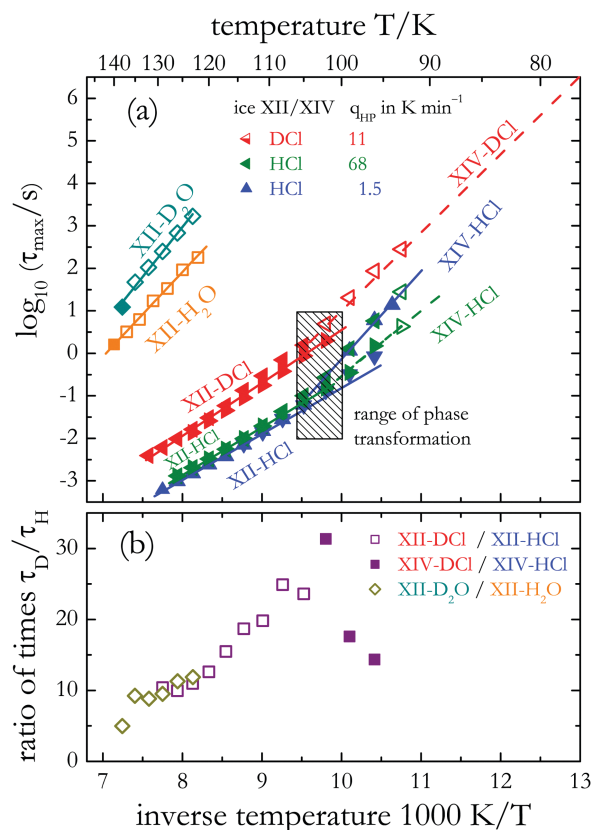 temperature T/K
140 130 120 110 100 90 80
(a)
ice XII/XIV q_HP in K min⁻¹
DCl 11
HCl 68
HCl 1.5
log₁₀ (τ_max/s)
6
5
4
3
2
1
0
-1
-2
-3
XII-D₂O
XII-H₂O
XII-DCl
XII-HCl
XII-HCl
XIV-DCl
XIV-HCl
XIV-HCl
range of phase
transformation
(b)
XII-DCl / XII-HCl
XIV-DCl / XIV-HCl
XII-D₂O / XII-H₂O
ratio of times τ_D/τ_H
30
20
10
0
7 8 9 10 11 12 13
inverse temperature 1000 K/T